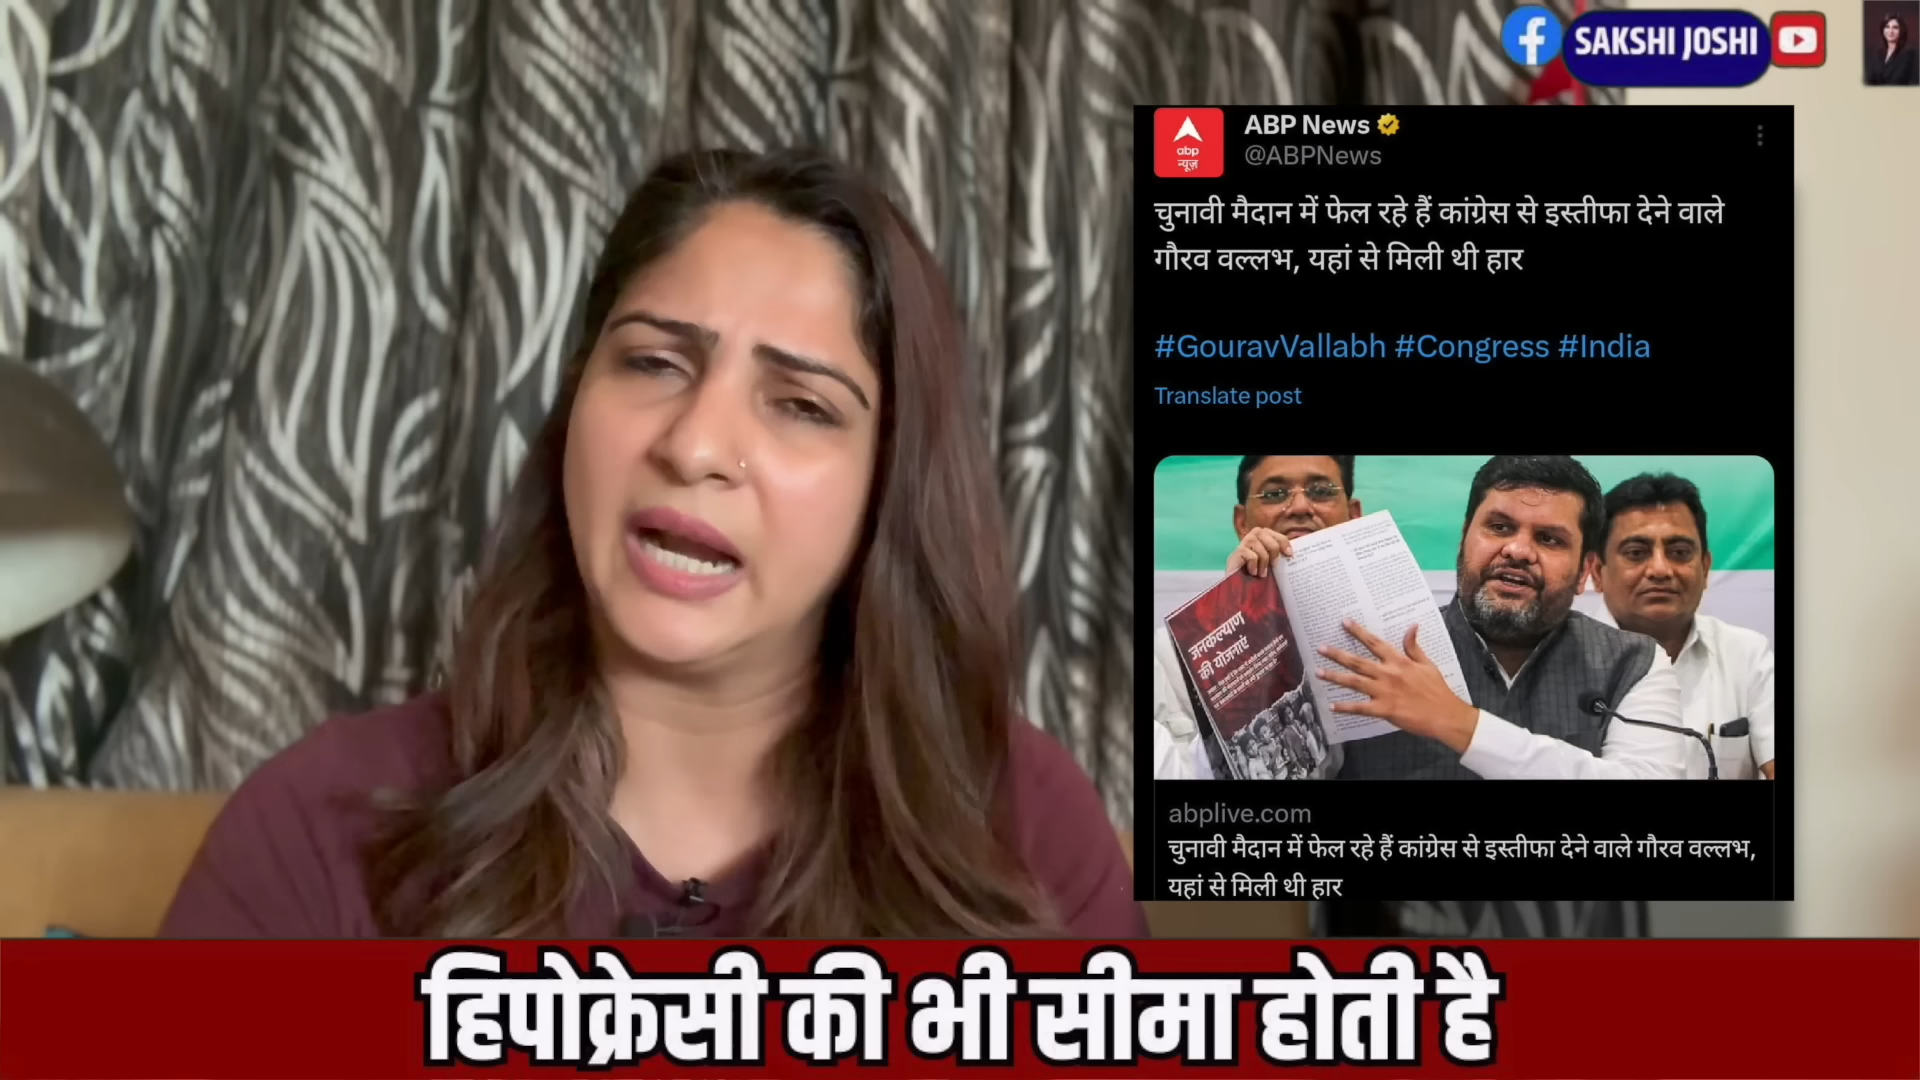 SAKSHI JOSHI
ABP News
@ABPNews
abp
न्यूज़
चुनावी मैदान में फेल रहे हैं कांग्रेस से इस्तीफा देने वाले
गौरव वल्लभ, यहां से मिली थी हार
#GouravVallabh #Congress #India
Translate post
जनकल्याण
की योजनाएं
abplive.com
चुनावी मैदान में फेल रहे हैं कांग्रेस से इस्तीफा देने वाले गौरव वल्लभ,
यहां से मिली थी हार
हिपोक्रेसी की भी सीमा होती है